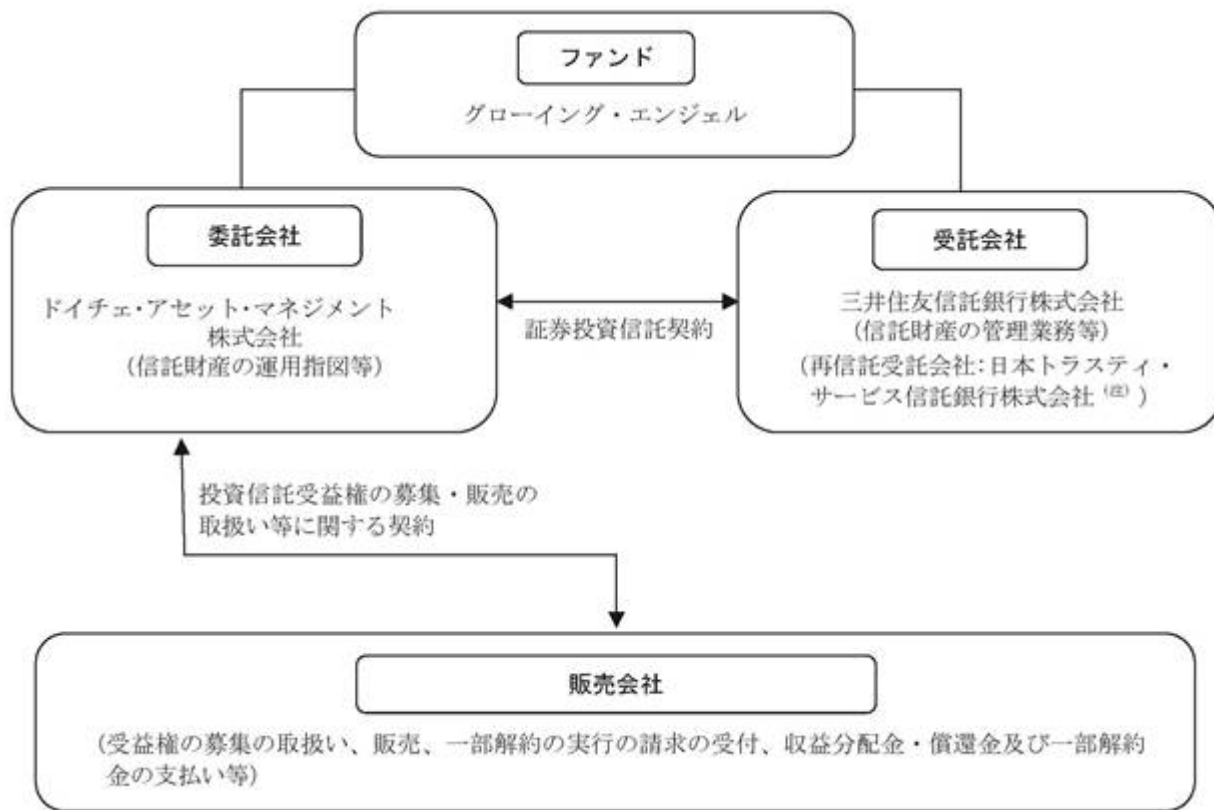 ファンド
グローイング・エンジェル
委託会社
ドイチェ・アセット・マネジメント
株式会社
(信託財産の運用指図等)
証券投資信託契約
受託会社
三井住友信託銀行株式会社
(信託財産の管理業務等)
(再信託受託会社:日本トラスティ・
サービス信託銀行株式会社(注))
投資信託受益権の募集・販売の
取扱い等に関する契約
販売会社
(受益権の募集の取扱い、販売、一部解約の実行の請求の受付、収益分配金・償還金及び一部解約
金の支払い等)